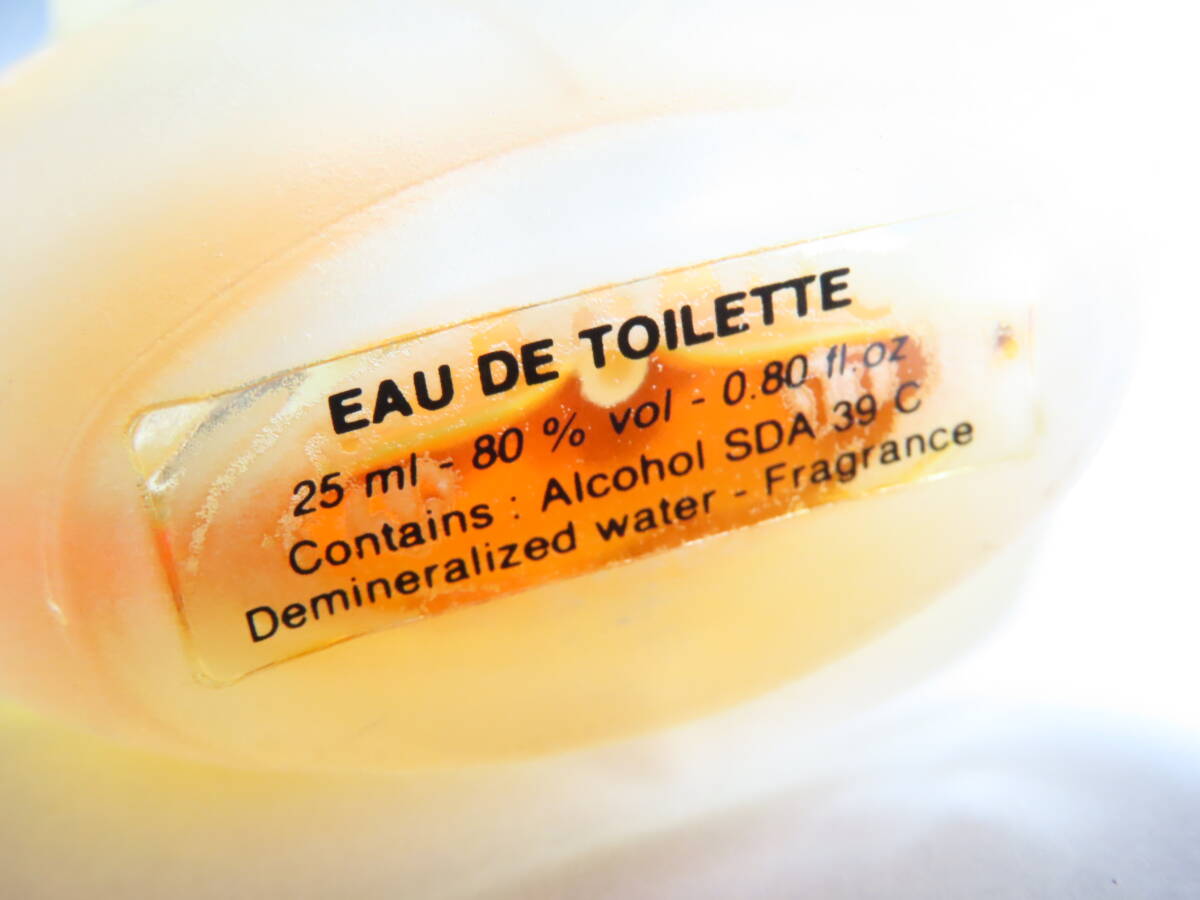 EAU DE TOILETTE
25 ml - 80 % vol - 0.80 fl.oz
Contains : Alcohol SDA 39 C
Demineralized water - Fragrance